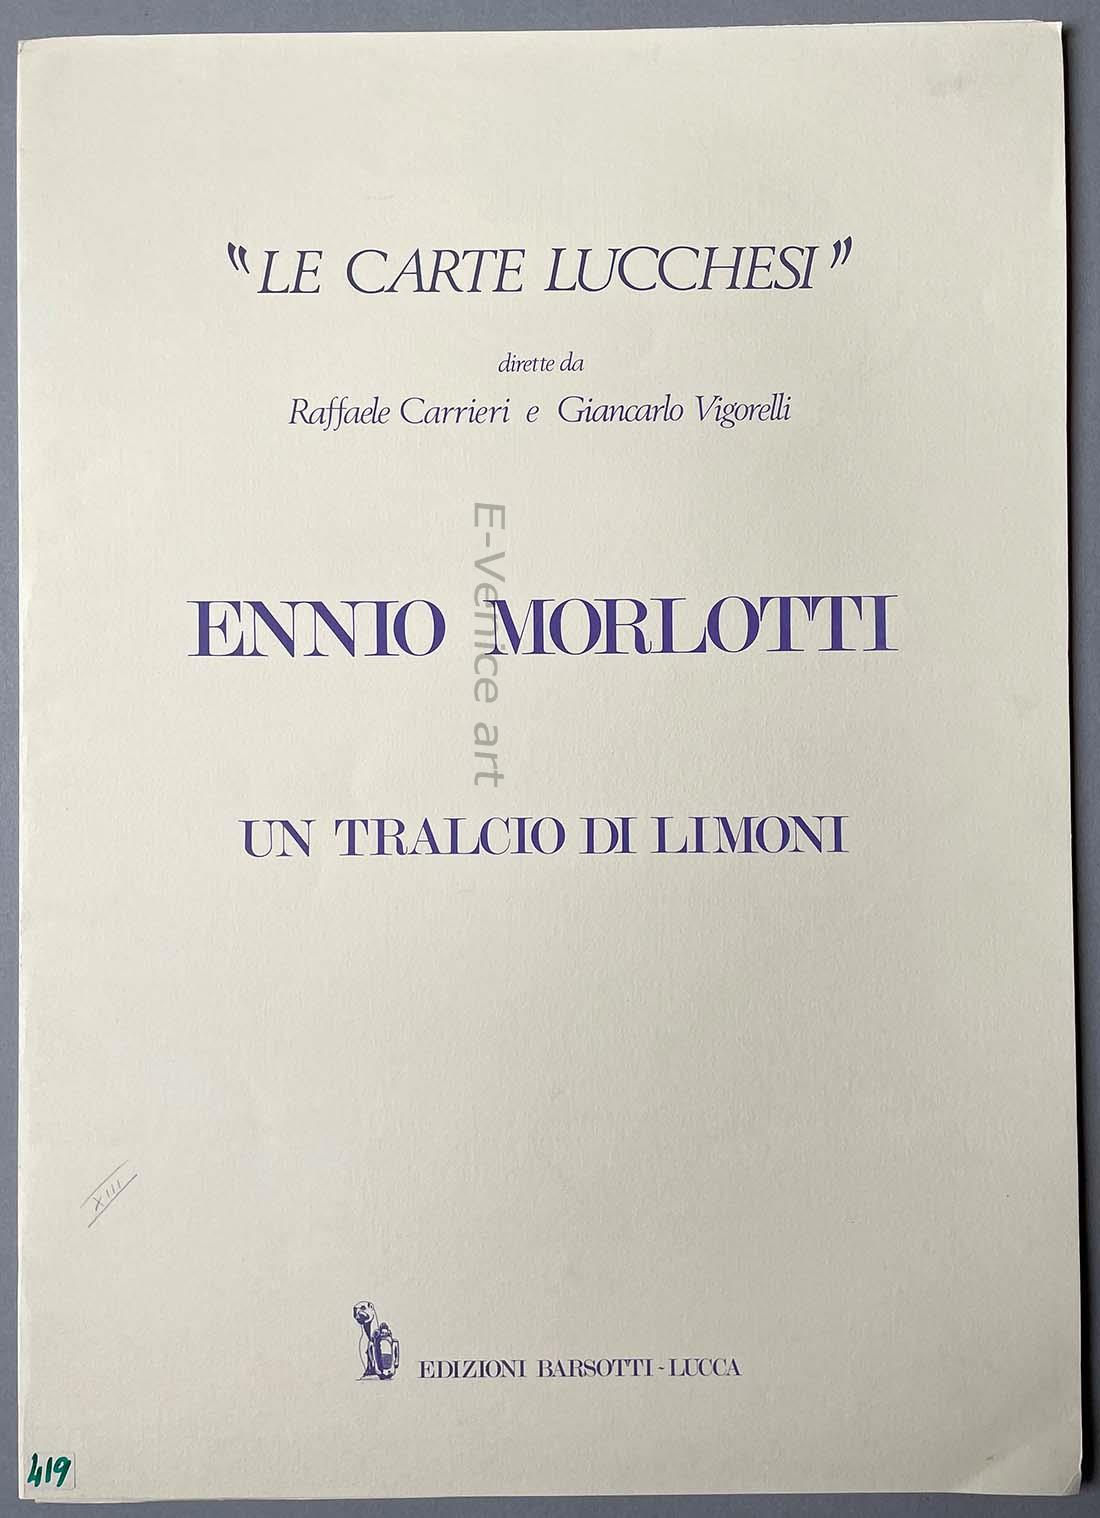 “LE CARTE LUCCHESI”
dirette da
Raffaele Carrieri e Giancarlo Vigorelli
E-Venice art
ENNIO MORLOTTI
UN TRALCIO DI LIMONI
XIII
EDIZIONI BARSOTTI-LUCCA
419